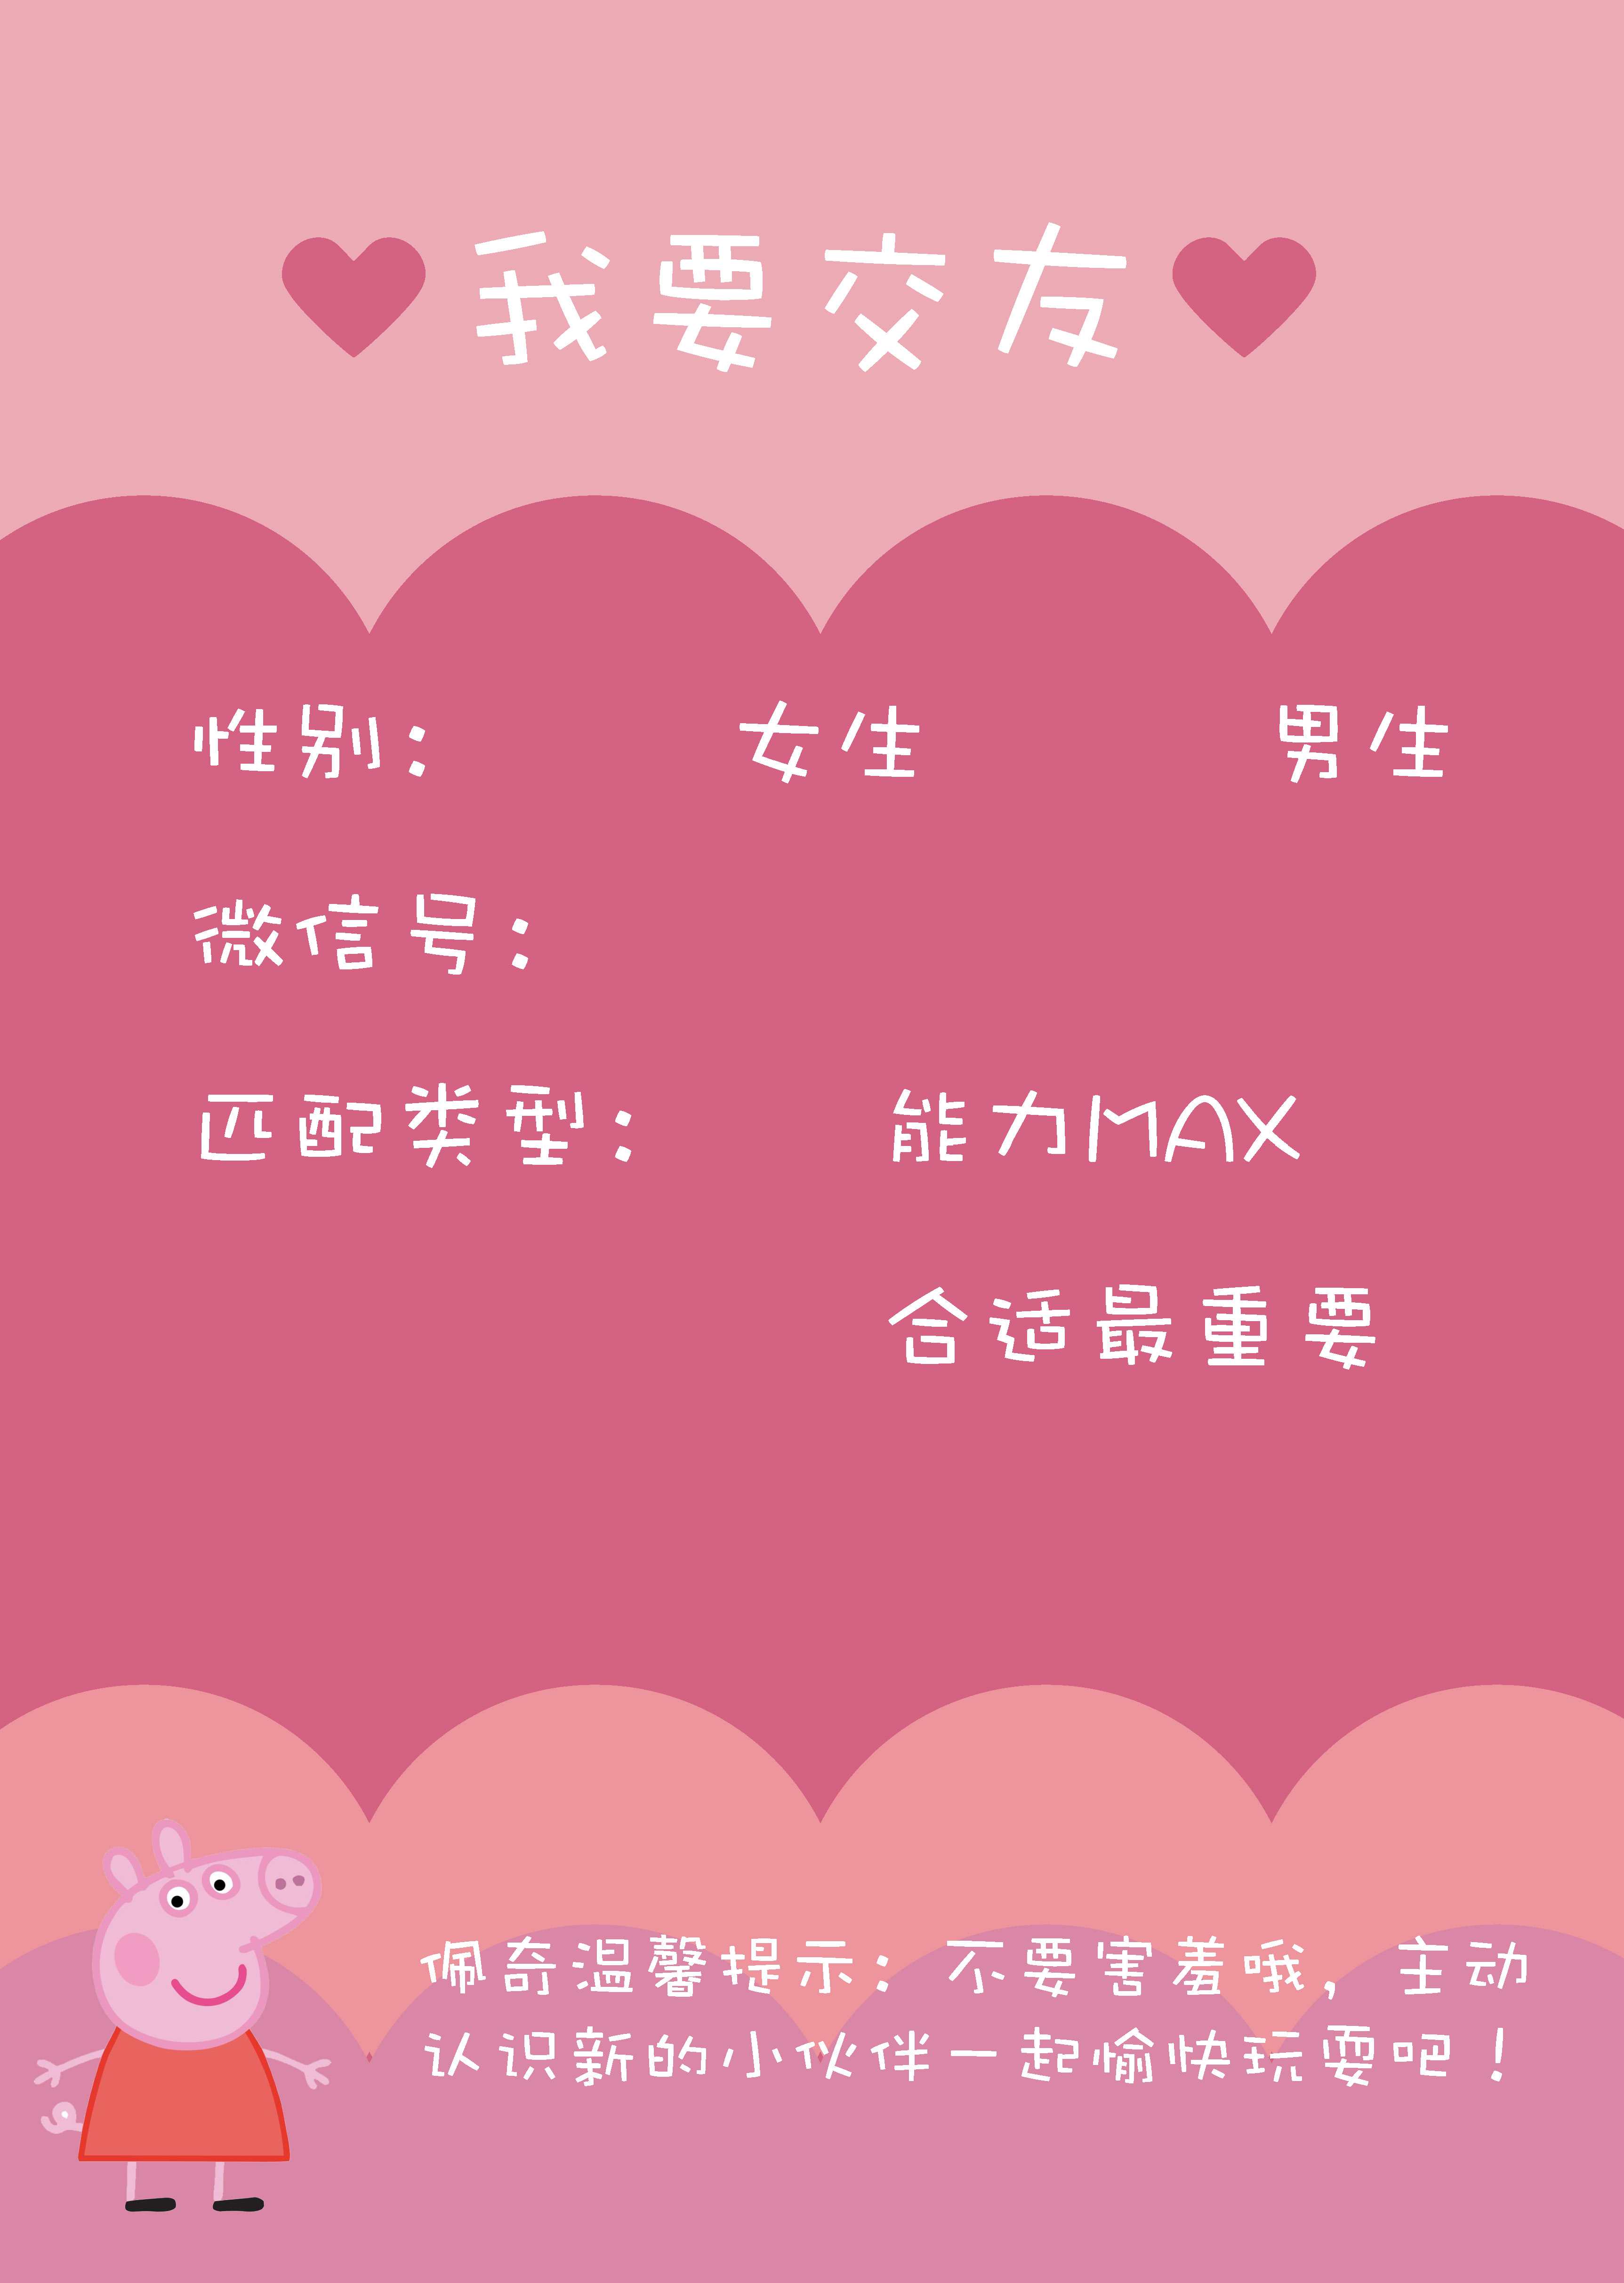 我要交友
性别： 女生 男生
微信号：
匹配类型： 能力MAX
合适最重要
佩奇温馨提示：不要害羞哦，主动
认识新的小伙伴一起愉快玩耍吧！